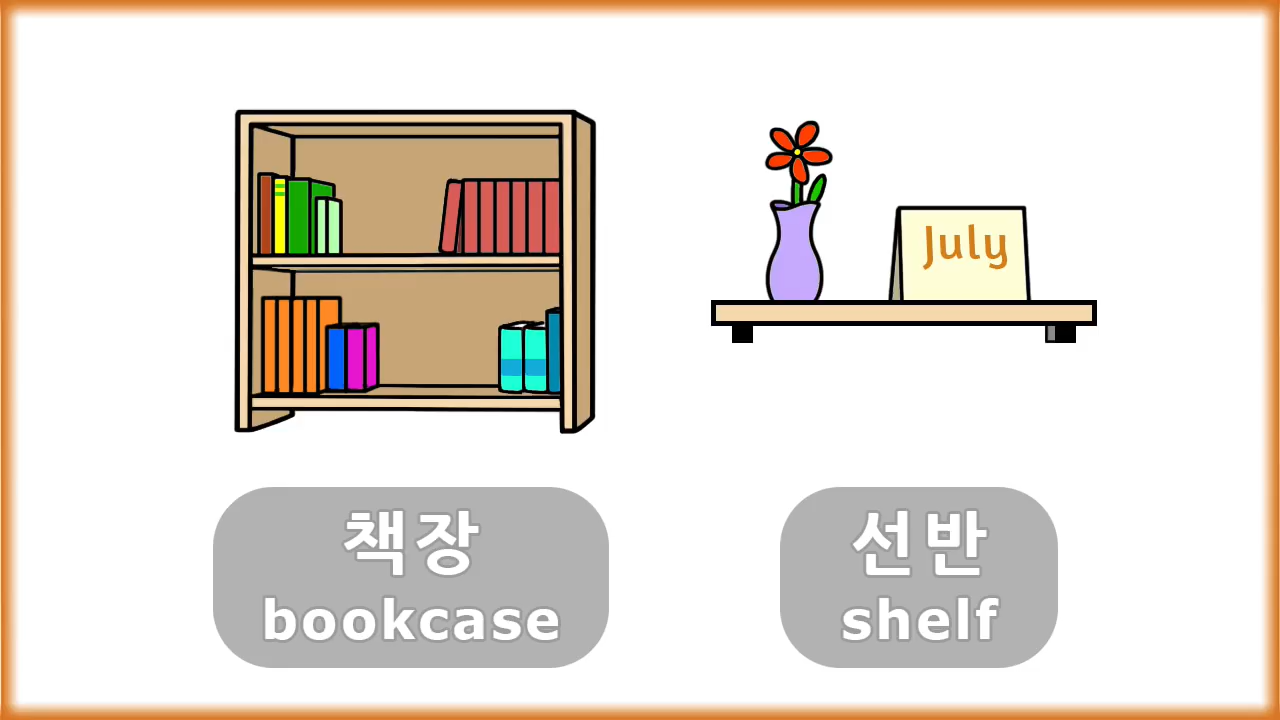 July
책장
bookcase
선반
shelf